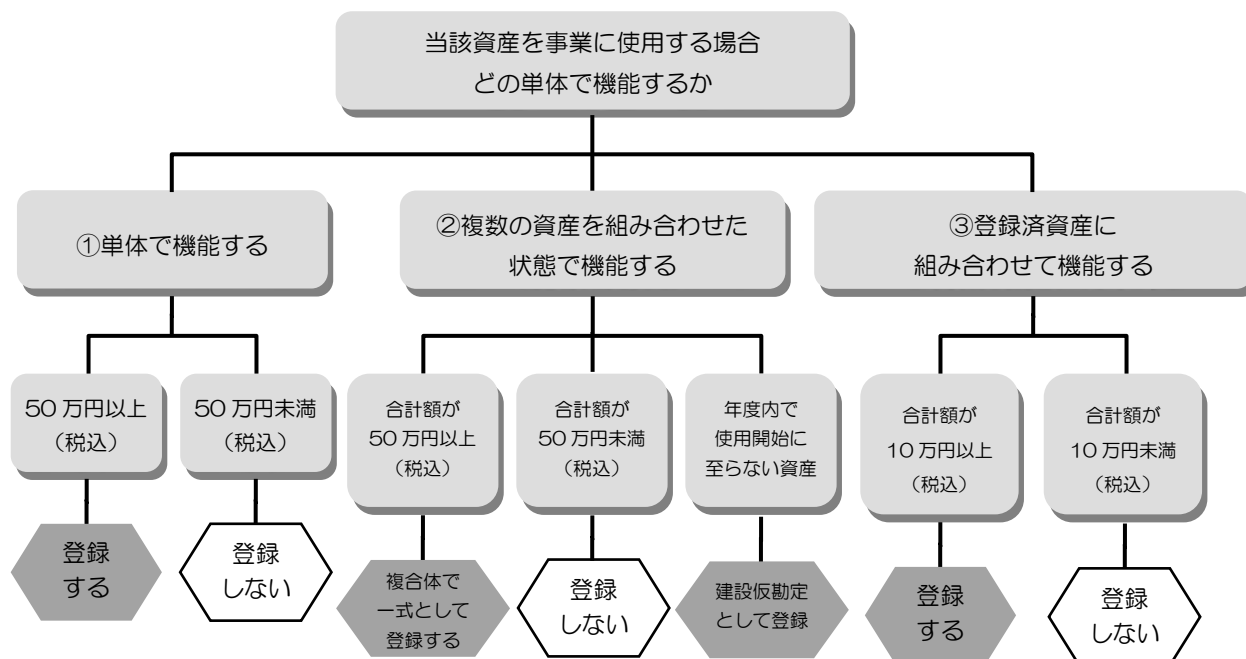 当該資産を事業に使用する場合
どの単体で機能するか
①単体で機能する
②複数の資産を組み合わせた
状態で機能する
③登録済資産に
組み合わせて機能する
50万円以上
（税込）
50万円未満
（税込）
合計額が
50万円以上
（税込）
合計額が
50万円未満
（税込）
年度内で
使用開始に
至らない資産
合計額が
10万円以上
（税込）
合計額が
10万円未満
（税込）
登録
する
登録
しない
複合体で
一式として
登録する
登録
しない
建設仮勘定
として登録
登録
する
登録
しない